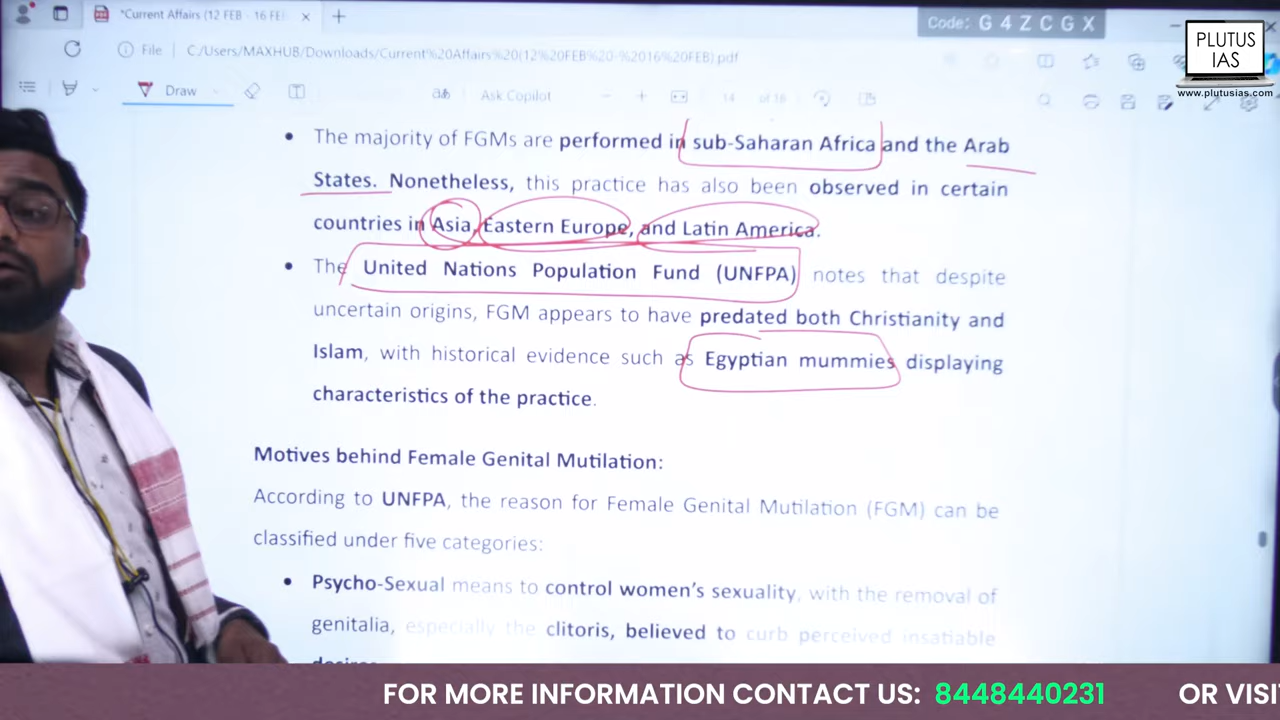 *Current Affairs (12 FEB - 16 FE
Code: G 4 Z C G X
PLUTUS
IAS
www.plutusias.com
File | C:/Users/MAXHUB/Downloads/Current%20Affairs%20(12%20FEB%20-%2016%20FEB).pdf
Draw
Ask Copilot
14 of 16
• The majority of FGMs are performed in sub-Saharan Africa and the Arab
States. Nonetheless, this practice has also been observed in certain
countries in Asia, Eastern Europe, and Latin America.
• The United Nations Population Fund (UNFPA) notes that despite
uncertain origins, FGM appears to have predated both Christianity and
Islam, with historical evidence such as Egyptian mummies displaying
characteristics of the practice.
Motives behind Female Genital Mutilation:
According to UNFPA, the reason for Female Genital Mutilation (FGM) can be
classified under five categories:
• Psycho-Sexual means to control women's sexuality, with the removal of
genitalia, especially the clitoris, believed to curb perceived insatiable
FOR MORE INFORMATION CONTACT US: 8448440231 OR VISI